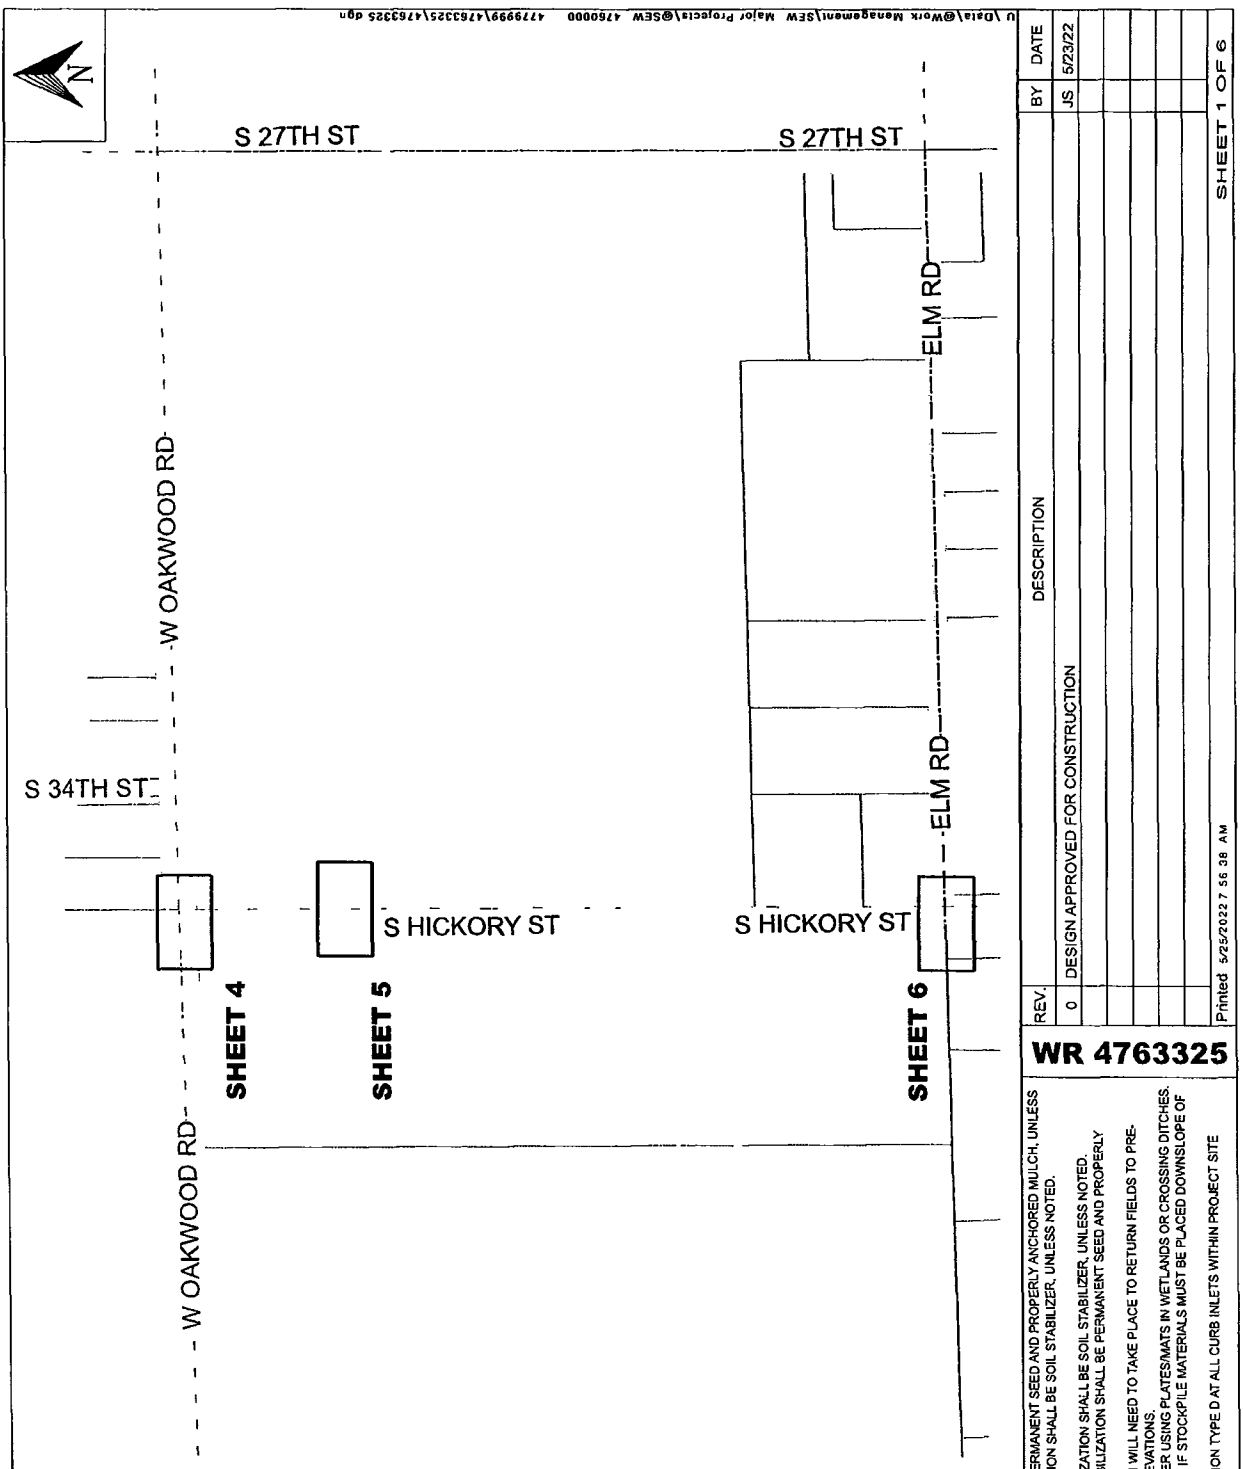 U \Data\@Work Management\SEW Major Projects\@SEW 4760000 4779999\4763325\4763325 dgn
N
S 27TH ST
S 27TH ST
ELM RD
W OAKWOOD RD
S 34TH ST
ELM RD
S HICKORY ST
S HICKORY ST
SHEET 4
SHEET 5
SHEET 6
W OAKWOOD RD
REV. DESCRIPTION BY DATE
0 DESIGN APPROVED FOR CONSTRUCTION JS 5/23/22
Printed 5/25/2022 7 56 38 AM
SHEET 1 OF 6
WR 4763325
ERMANENT SEED AND PROPERLY ANCHORED MULCH, UNLESS
ION SHALL BE SOIL STABILIZER, UNLESS NOTED.
ZATION SHALL BE SOIL STABILIZER, UNLESS NOTED.
BILIZATION SHALL BE PERMANENT SEED AND PROPERLY
WILL NEED TO TAKE PLACE TO RETURN FIELDS TO PRE-
EVATIONS.
ER USING PLATES/MATS IN WETLANDS OR CROSSING DITCHES.
IF STOCKPILE MATERIALS MUST BE PLACED DOWNSLOPE OF
ION TYPE D AT ALL CURB INLETS WITHIN PROJECT SITE